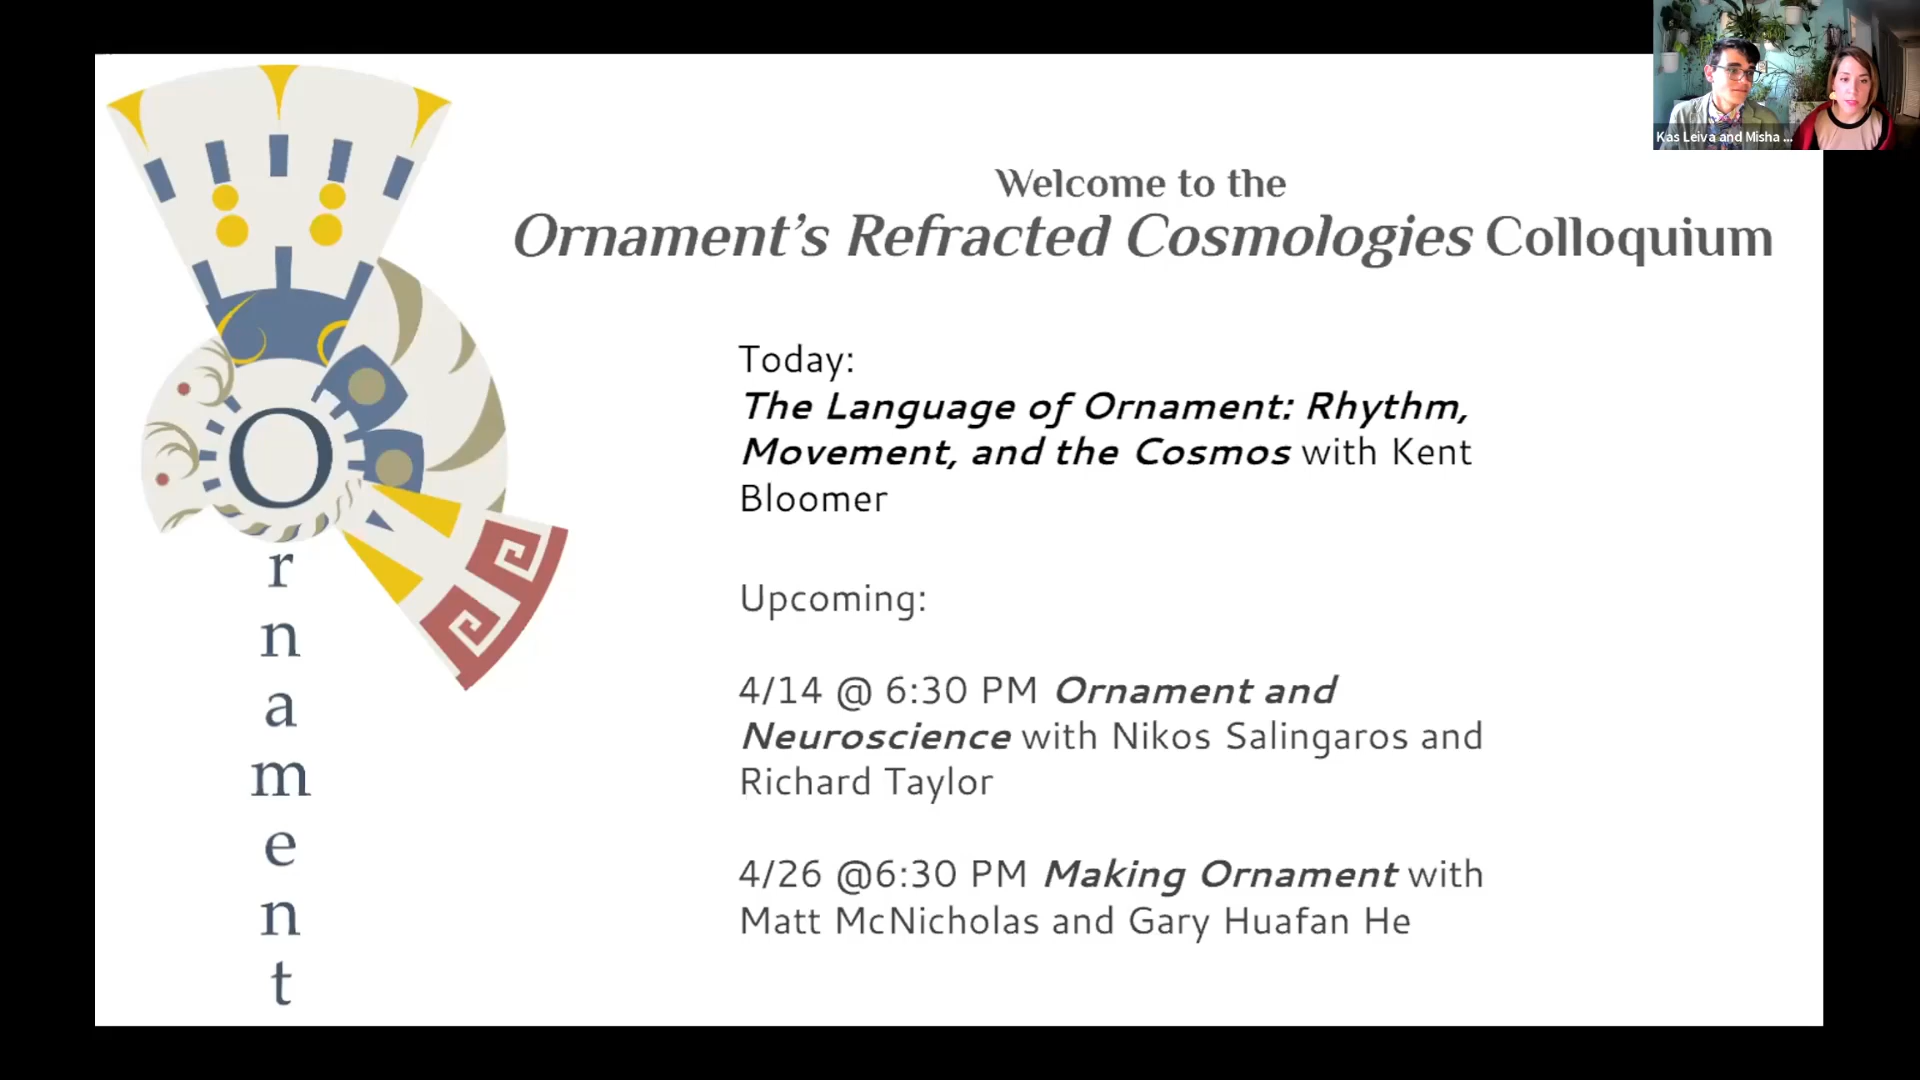 Kas Leiva and Misha ...
Welcome to the
Ornament's Refracted Cosmologies Colloquium
Today:
The Language of Ornament: Rhythm,
Movement, and the Cosmos with Kent
Bloomer
Upcoming:
4/14 @ 6:30 PM Ornament and
Neuroscience with Nikos Salingaros and
Richard Taylor
4/26 @6:30 PM Making Ornament with
Matt McNicholas and Gary Huafan He
O
r
n
a
m
e
n
t